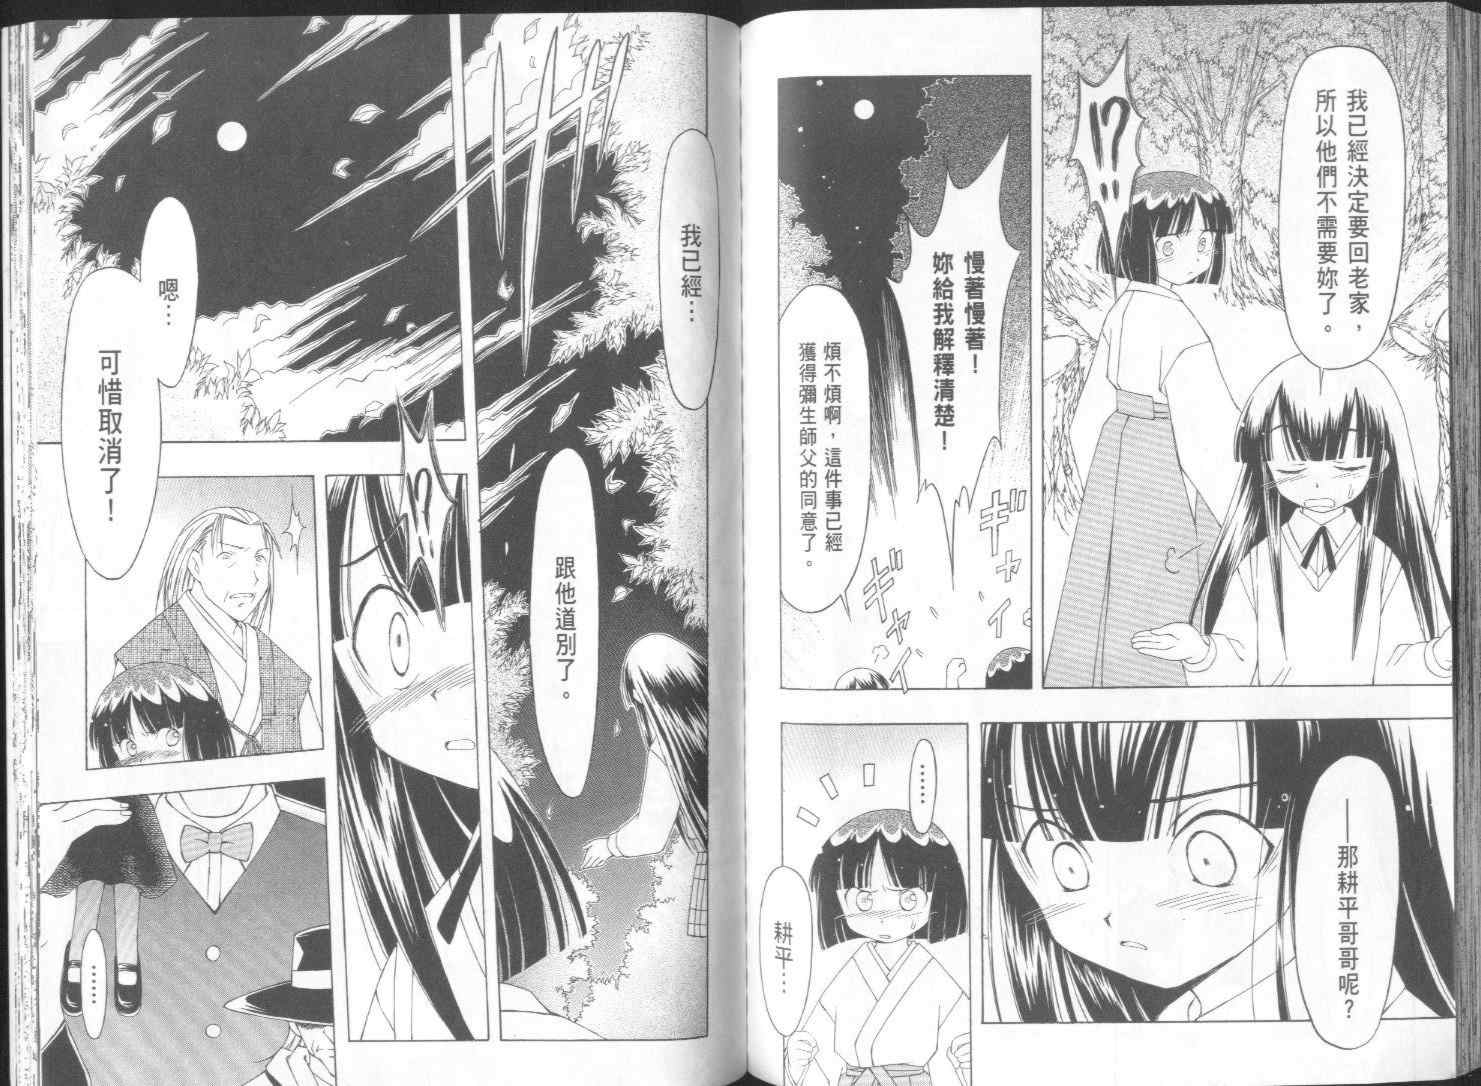 我已經決定要回老家，
所以他們不需要妳了。
!?
慢著慢著！
妳給我解釋清楚！
煩不煩啊，這件事已經
獲得彌生師父的同意了。
ギャーイ
ギャーイ
——那耕平哥哥呢？
……
耕平…
我已經…
跟他道別了。
嗯…
可惜取消了！
!?
……